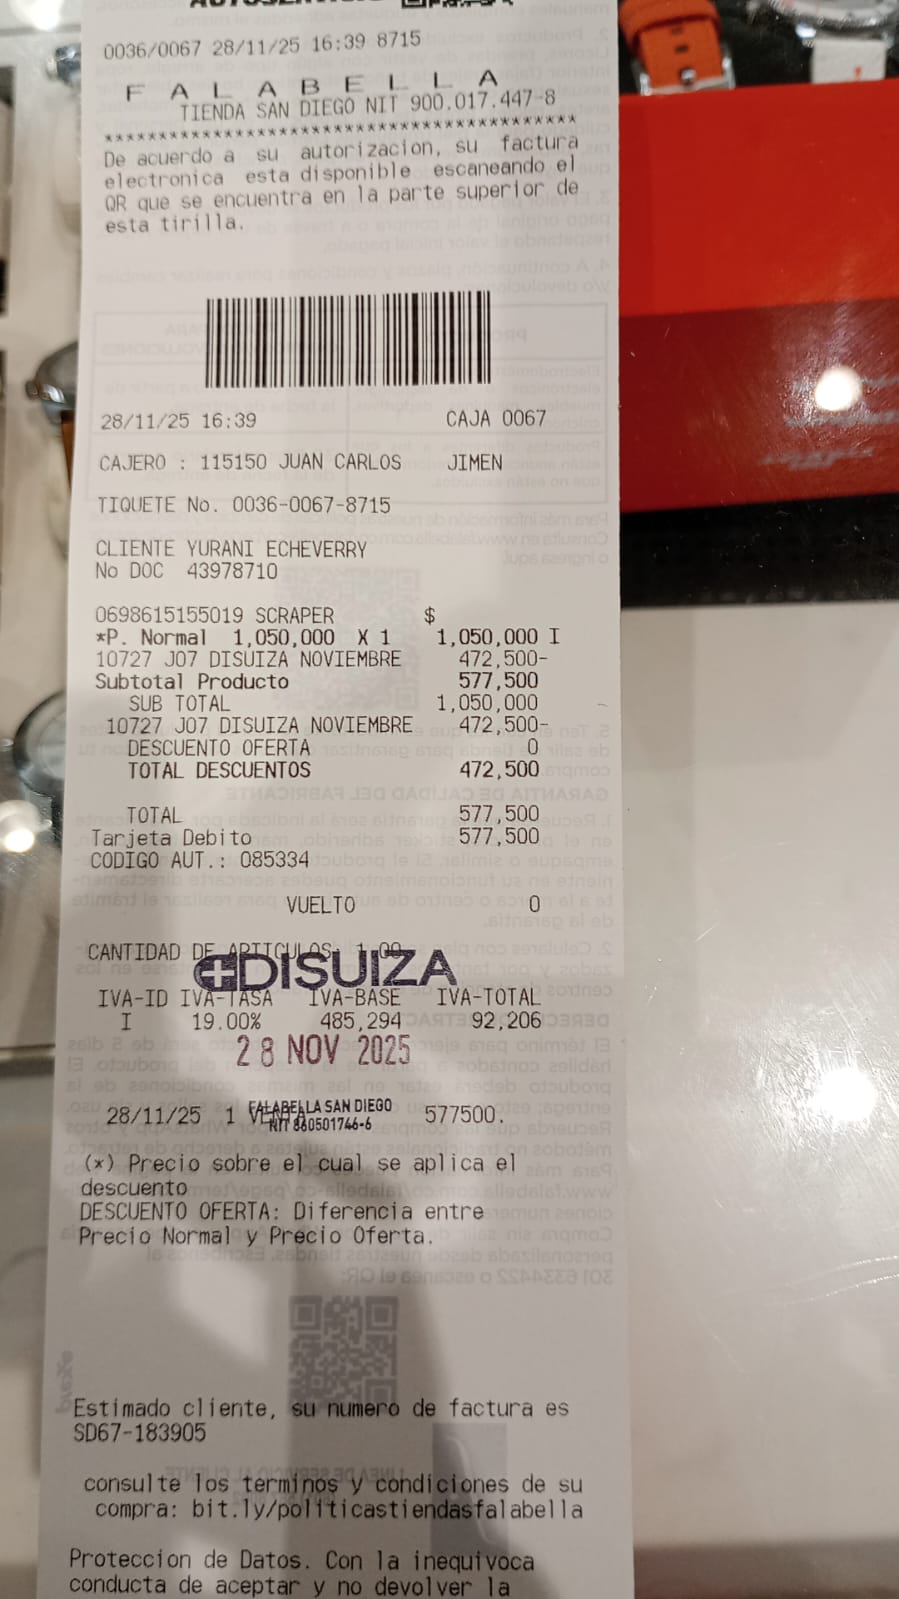 0036/0067 28/11/25 16:39 8715
F A L A B E L L A
TIENDA SAN DIEGO NIT 900.017.447-8
******************************************
De acuerdo a su autorizacion, su factura
electronica esta disponible escaneando el
QR que se encuentra en la parte superior de
esta tirilla.
28/11/25 16:39 CAJA 0067
CAJERO : 115150 JUAN CARLOS JIMEN
TIQUETE No. 0036-0067-8715
CLIENTE YURANI ECHEVERRY
No DOC 43978710
0698615155019 SCRAPER $
*P. Normal 1,050,000 X 1 1,050,000 I
10727 J07 DISUIZA NOVIEMBRE 472,500-
Subtotal Producto 577,500
SUB TOTAL 1,050,000
10727 J07 DISUIZA NOVIEMBRE 472,500-
DESCUENTO OFERTA 0
TOTAL DESCUENTOS 472,500
TOTAL 577,500
Tarjeta Debito 577,500
CODIGO AUT.: 085334
VUELTO 0
CANTIDAD DE ARTICULOS: 1.00
DISUIZA
IVA-ID IVA-TASA IVA-BASE IVA-TOTAL
I 19.00% 485,294 92,206
28 NOV 2025
FALABELLA SAN DIEGO
28/11/25 1 VENTA 577500.
NIT 860501746-6
(*) Precio sobre el cual se aplica el
descuento
DESCUENTO OFERTA: Diferencia entre
Precio Normal y Precio Oferta.
Estimado cliente, su numero de factura es
SD67-183905
consulte los terminos y condiciones de su
compra: bit.ly/politicastiendasfalabella
Proteccion de Datos. Con la inequivoca
conducta de aceptar y no devolver la